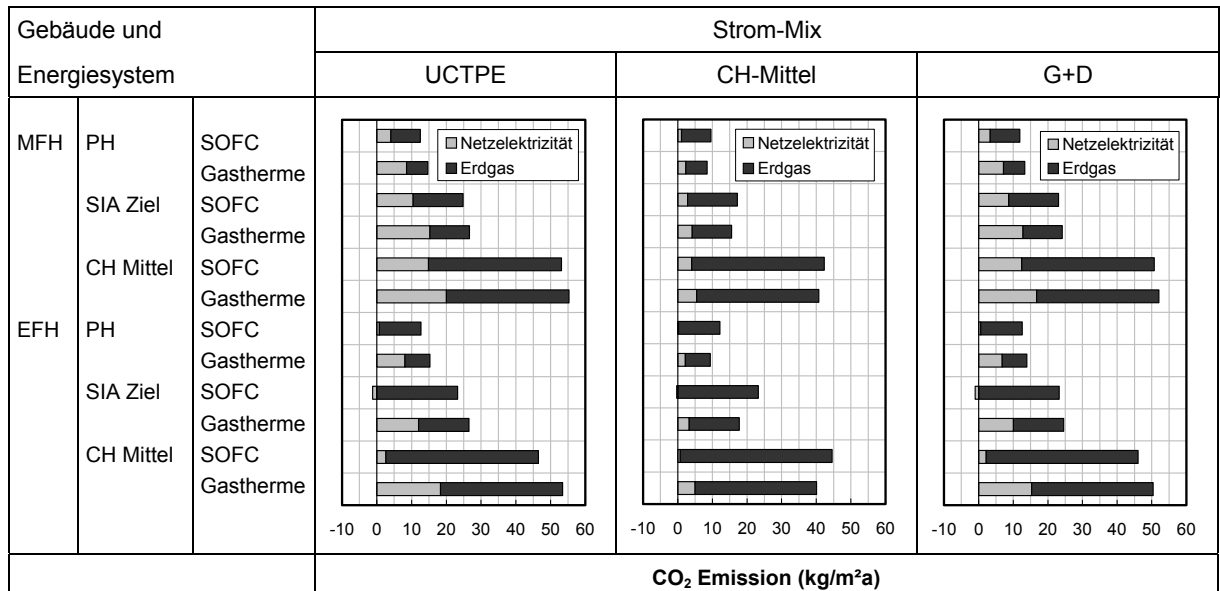 Gebäude und
Energiesystem
Strom-Mix
UCTPE
CH-Mittel
G+D
MFH
PH
SOFC
Gastherme
SIA Ziel
SOFC
Gastherme
CH Mittel
SOFC
Gastherme
EFH
PH
SOFC
Gastherme
SIA Ziel
SOFC
Gastherme
CH Mittel
SOFC
Gastherme
Netzelektrizität
Erdgas
-10 0 10 20 30 40 50 60
Netzelektrizität
Erdgas
-10 0 10 20 30 40 50 60
Netzelektrizität
Erdgas
-10 0 10 20 30 40 50 60
CO₂ Emission (kg/m²a)